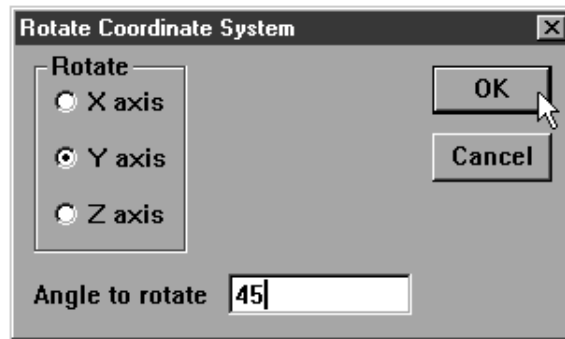 Rotate Coordinate System
Rotate
X axis
Y axis
Z axis
OK
Cancel
Angle to rotate 45